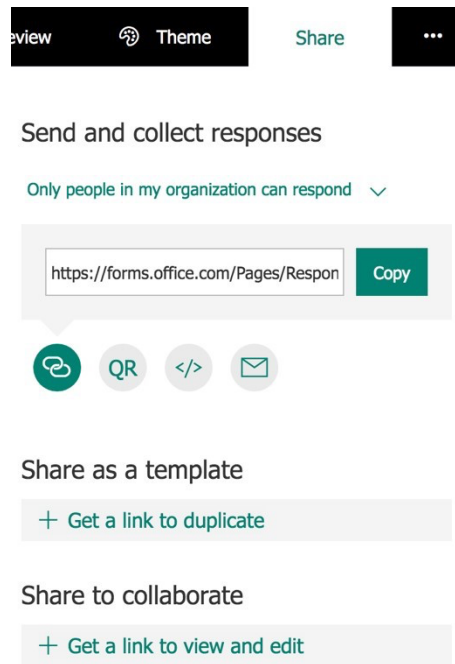 eview Theme Share ...
Send and collect responses
Only people in my organization can respond
https://forms.office.com/Pages/Respon Copy
QR </>
Share as a template
+ Get a link to duplicate
Share to collaborate
+ Get a link to view and edit